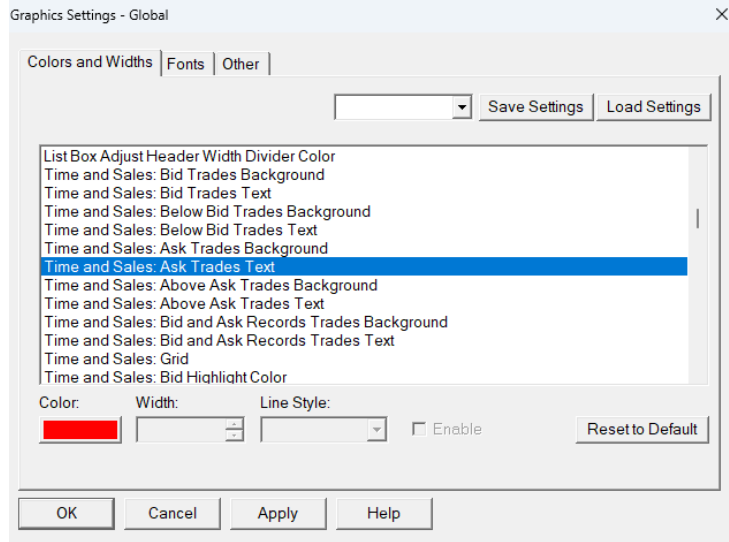 Graphics Settings - Global
Colors and Widths Fonts Other
Save Settings Load Settings
List Box Adjust Header Width Divider Color
Time and Sales: Bid Trades Background
Time and Sales: Bid Trades Text
Time and Sales: Below Bid Trades Background
Time and Sales: Below Bid Trades Text
Time and Sales: Ask Trades Background
Time and Sales: Ask Trades Text
Time and Sales: Above Ask Trades Background
Time and Sales: Above Ask Trades Text
Time and Sales: Bid and Ask Records Trades Background
Time and Sales: Bid and Ask Records Trades Text
Time and Sales: Grid
Time and Sales: Bid Highlight Color
Color: Width: Line Style:
Enable Reset to Default
OK Cancel Apply Help